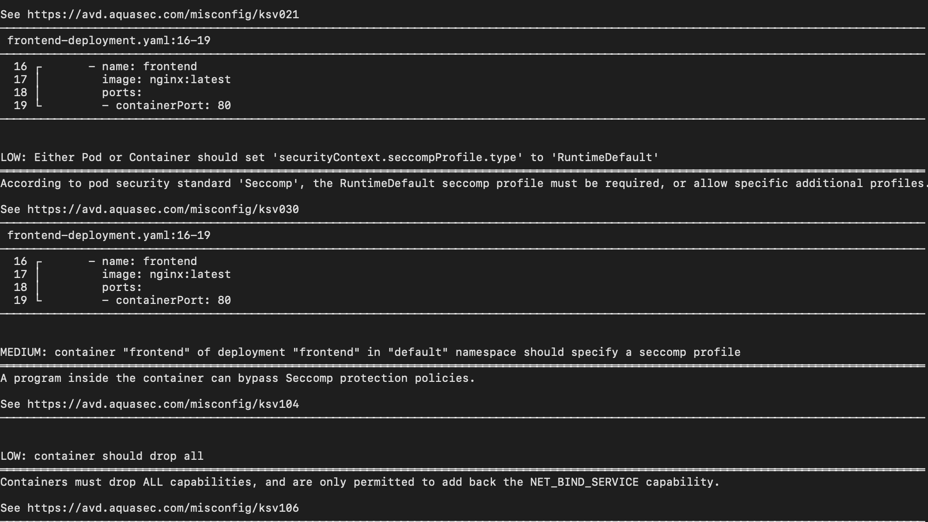 See https://avd.aquasec.com/misconfig/ksv021
frontend-deployment.yaml:16-19
16 ┌ - name: frontend
17 │ image: nginx:latest
18 │ ports:
19 └ - containerPort: 80
LOW: Either Pod or Container should set 'securityContext.seccompProfile.type' to 'RuntimeDefault'
According to pod security standard 'Seccomp', the RuntimeDefault seccomp profile must be required, or allow specific additional profiles.
See https://avd.aquasec.com/misconfig/ksv030
frontend-deployment.yaml:16-19
16 ┌ - name: frontend
17 │ image: nginx:latest
18 │ ports:
19 └ - containerPort: 80
MEDIUM: container "frontend" of deployment "frontend" in "default" namespace should specify a seccomp profile
A program inside the container can bypass Seccomp protection policies.
See https://avd.aquasec.com/misconfig/ksv104
LOW: container should drop all
Containers must drop ALL capabilities, and are only permitted to add back the NET_BIND_SERVICE capability.
See https://avd.aquasec.com/misconfig/ksv106